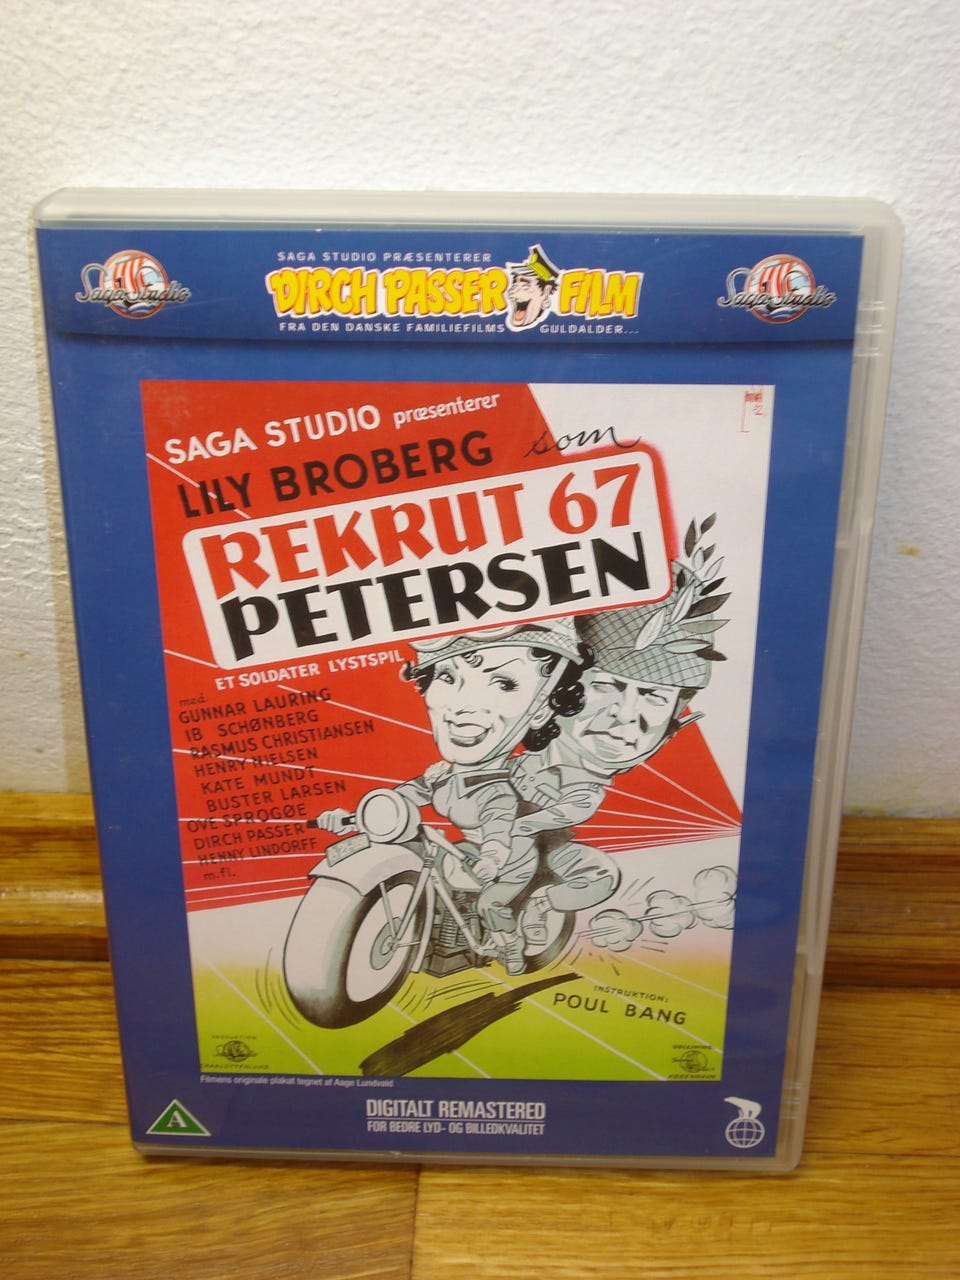 Saga Studio
SAGA STUDIO PRÆSENTERER
DIRCH PASSER FILM
FRA DEN DANSKE FAMILIEFILMS GULDALDER...
Saga Studio
SAGA STUDIO præsenterer
LILY BROBERG som
REKRUT 67
PETERSEN
ET SOLDATER LYSTSPIL
med
GUNNAR LAURING
IB SCHØNBERG
RASMUS CHRISTIANSEN
HENRY NIELSEN
KATE MUNDT
BUSTER LARSEN
OVE SPROGØE
DIRCH PASSER
HENNY LINDORFF
m.fl.
INSTRUKTION:
POUL BANG
PRODUKTION
CHARLOTTENLUND
KØBENHAVN
Filmens originale plakat tegnet af Aage Lundvald
A
DIGITALT REMASTERED
FOR BEDRE LYD- OG BILLEDKVALITET